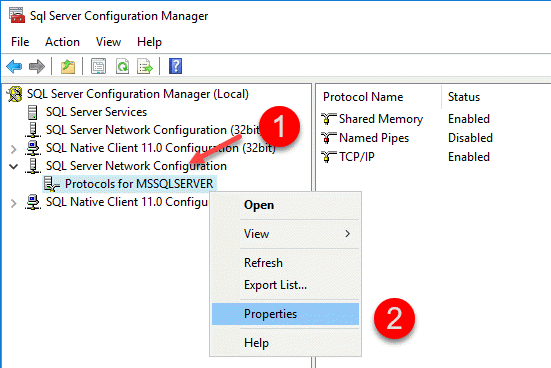 Sql Server Configuration Manager
File Action View Help
SQL Server Configuration Manager (Local)
SQL Server Services
SQL Server Network Configuration (32bit)
SQL Native Client 11.0 Configuration (32bit)
SQL Server Network Configuration
Protocols for MSSQLSERVER
SQL Native Client 11.0 Configu
Protocol Name Status
Shared Memory Enabled
Named Pipes Disabled
TCP/IP Enabled
1
Open
View
Refresh
Export List...
Properties
Help
2